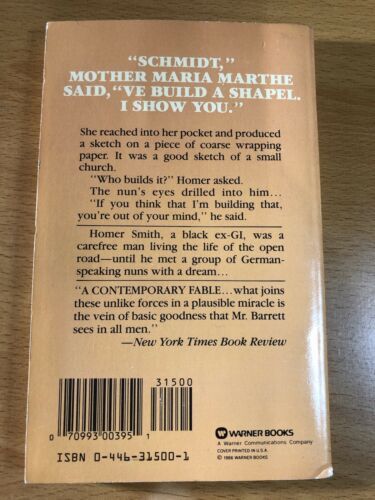 "SCHMIDT,"
MOTHER MARIA MARTHE
SAID, "VE BUILD A SHAPEL.
I SHOW YOU."
She reached into her pocket and produced
a sketch on a piece of coarse wrapping
paper. It was a good sketch of a small
church.
"Who builds it?" Homer asked.
The nun's eyes drilled into him...
"If you think that I'm building that,
you're out of your mind," he said.
Homer Smith, a black ex-GI, was a
carefree man living the life of the open
road—until he met a group of German-
speaking nuns with a dream...
"A CONTEMPORARY FABLE...what joins
these unlike forces in a plausible miracle is
the vein of basic goodness that Mr. Barrett
sees in all men."
—New York Times Book Review
31500
0 70993 00395 1
ISBN 0-446-31500-1
W WARNER BOOKS
A Warner Communications Company
COVER PRINTED IN U.S.A.
© 1986 WARNER BOOKS